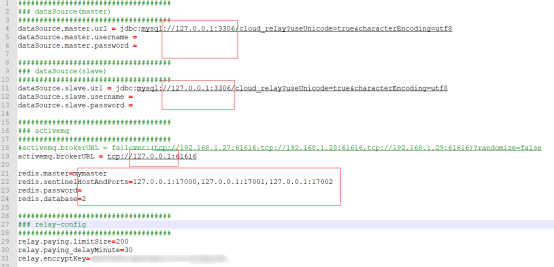 1 ####################################
2 ### dataSource(master)
3 ####################################
4 dataSource.master.url = jdbc:mysql://127.0.0.1:3306/cloud_relay?useUnicode=true&characterEncoding=utf8
5 dataSource.master.username =
6 dataSource.master.password =
7
8 ####################################
9 ### dataSource(slave)
10 ####################################
11 dataSource.slave.url = jdbc:mysql://127.0.0.1:3306/cloud_relay?useUnicode=true&characterEncoding=utf8
12 dataSource.slave.username =
13 dataSource.slave.password =
14
15 ####################################
16 ### activemq
17 ####################################
18 #activemq.brokerURL = failover:(tcp://192.168.1.27:61616,tcp://192.168.1.28:61616,tcp://192.168.1.29:61616)?randomize=false
19 activemq.brokerURL = tcp://127.0.0.1:61616
20
21 redis.master=mymaster
22 redis.sentinelHostAndPorts=127.0.0.1:17000,127.0.0.1:17001,127.0.0.1:17002
23 redis.password=
24 redis.database=2
25
26 ####################################
27 ### relay-config
28 ####################################
29 relay.paying.limitSize=200
30 relay.paying_delayMinute=30
31 relay.encryptKey=